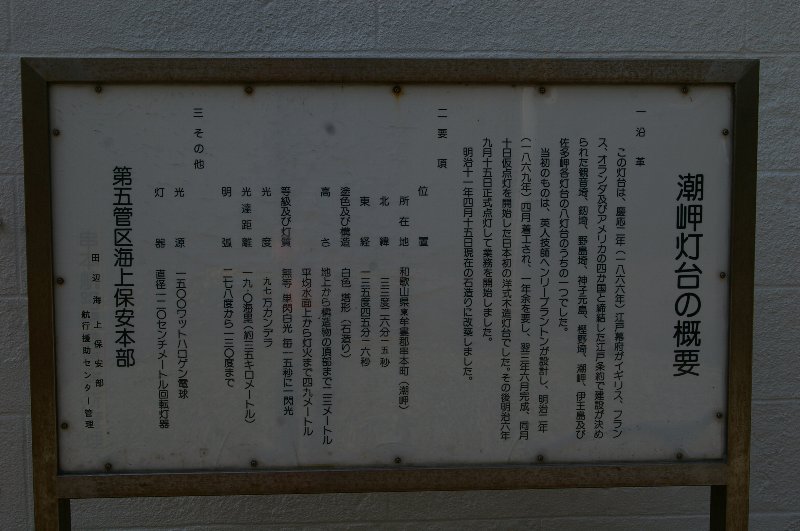 潮岬灯台の概要
一 沿革
この灯台は、慶応二年（一八六六年）江戸幕府がイギリス、フラン
ス、オランダ及びアメリカの四カ国と締結した江戸条約で建設が決め
られた観音埼、剱埼、野島埼、神子元島、樫野埼、潮岬、伊王島及び
佐多岬各灯台の八灯台のうちの一つでした。
当初のものは、英人技師ヘンリーブラントンが設計し、明治二年
（一八六九年）四月着工され、一年余を要し、翌三年六月完成、同月
十日仮点灯を開始した日本初の洋式木造灯台でした。その後明治六年
九月十五日正式点灯して業務を開始しました。
明治十一年四月十五日現在の石造りに改築しました。
二 要項
位置
所在地 和歌山県東牟婁郡串本町（潮岬）
北緯 三三度二六分一五秒
東経 一三五度四五分一六秒
塗色及び構造 白色 塔形（石造り）
高さ 地上から構造物の頂部まで二三メートル
平均水面上から灯火まで四九メートル
等級及び灯質 無等 単閃白光 毎一五秒に一閃光
光度 九七万カンデラ
光達距離 一九.〇海里（約三五キロメートル）
明弧 二七八度から一三〇度まで
三 その他
光源 一五〇〇ワットハロゲン電球
灯器 直径一二〇センチメートル回転灯器
第五管区海上保安本部
田辺海上保安部
航行援助センター管理